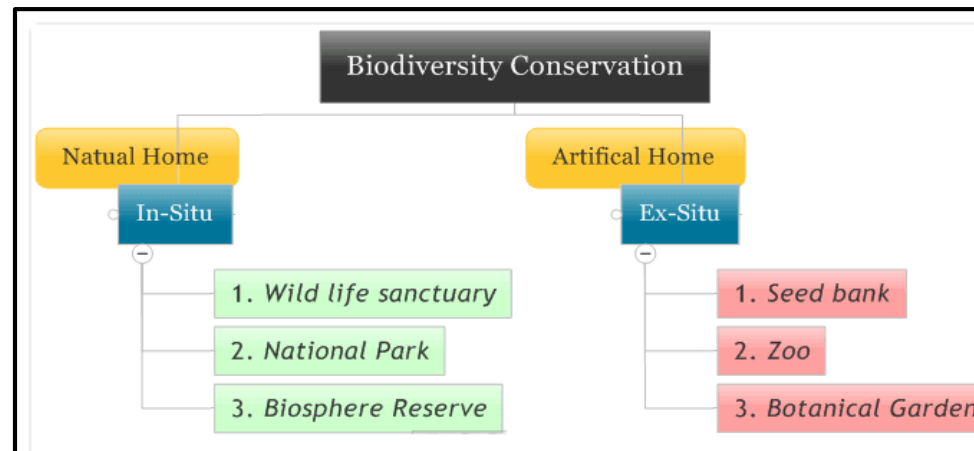 Biodiversity Conservation
Natual Home
Artifical Home
In-Situ
Ex-Situ
1. Wild life sanctuary
2. National Park
3. Biosphere Reserve
1. Seed bank
2. Zoo
3. Botanical Garden